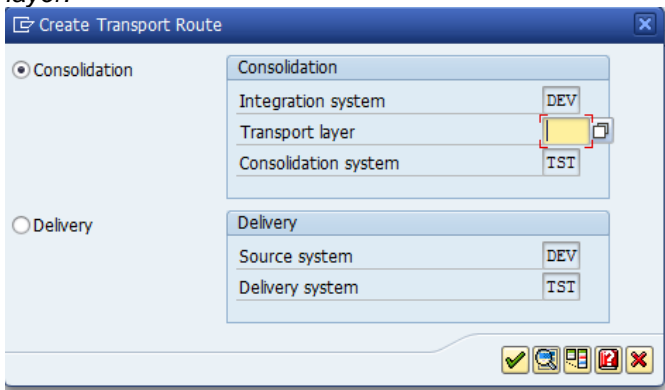 layer.
Create Transport Route
Consolidation
Consolidation
Integration system DEV
Transport layer
Consolidation system TST
Delivery
Delivery
Source system DEV
Delivery system TST